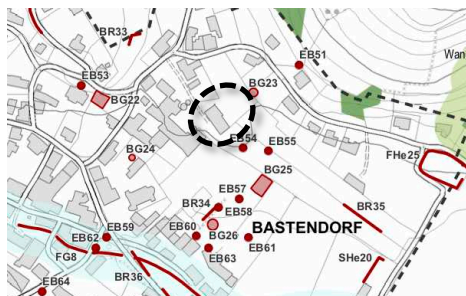 BR33
EB51
Wan
EB53
BG23
BG22
EB54
EB55
BG24
FHe25
BG25
EB57
BR34
EB58
BR35
BASTENDORF
EB59
EB60
BG26
EB61
EB62
EB63
SHe20
FG8
BR36
EB64